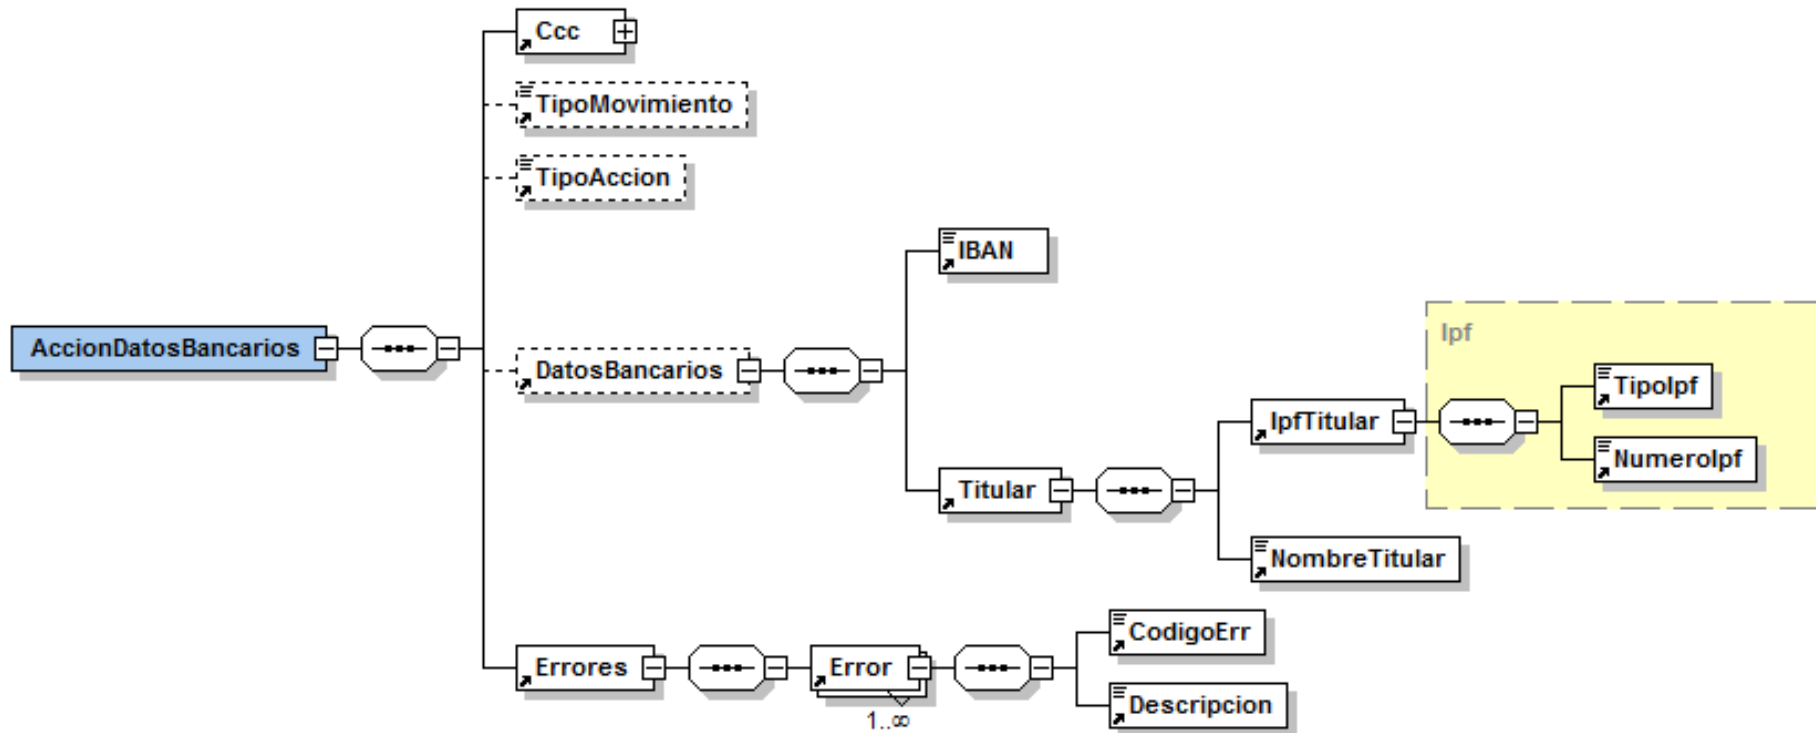 Ccc
TipoMovimiento
TipoAccion
IBAN
AccionDatosBancarios
Ipf
DatosBancarios
TipoIpf
IpfTitular
NumeroIpf
Titular
NombreTitular
CodigoErr
Errores
Error
Descripcion
1..∞